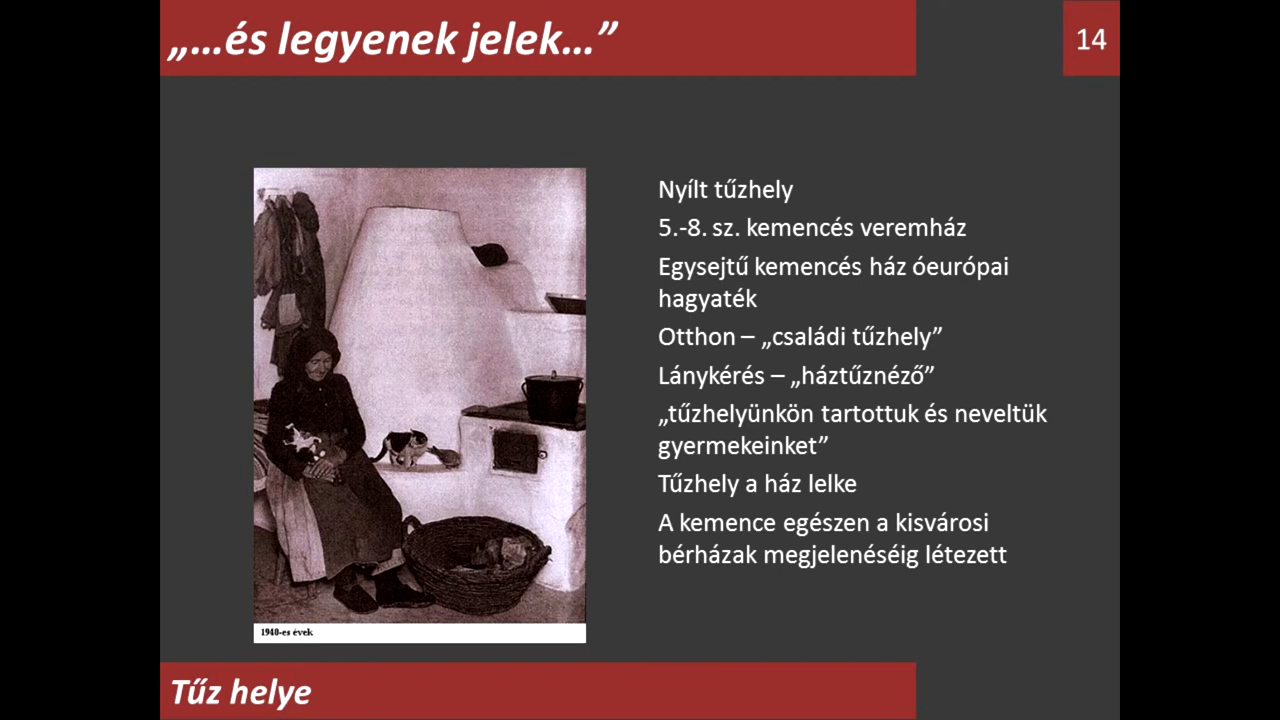 „…és legyenek jelek…”
14
Nyílt tűzhely
5.-8. sz. kemencés veremház
Egysejtű kemencés ház óeurópai
hagyaték
Otthon – „családi tűzhely”
Lánykérés – „háztűznéző”
„tűzhelyünkön tartottuk és neveltük
gyermekeinket”
Tűzhely a ház lelke
A kemence egészen a kisvárosi
bérházak megjelenéséig létezett
1940-es évek
Tűz helye